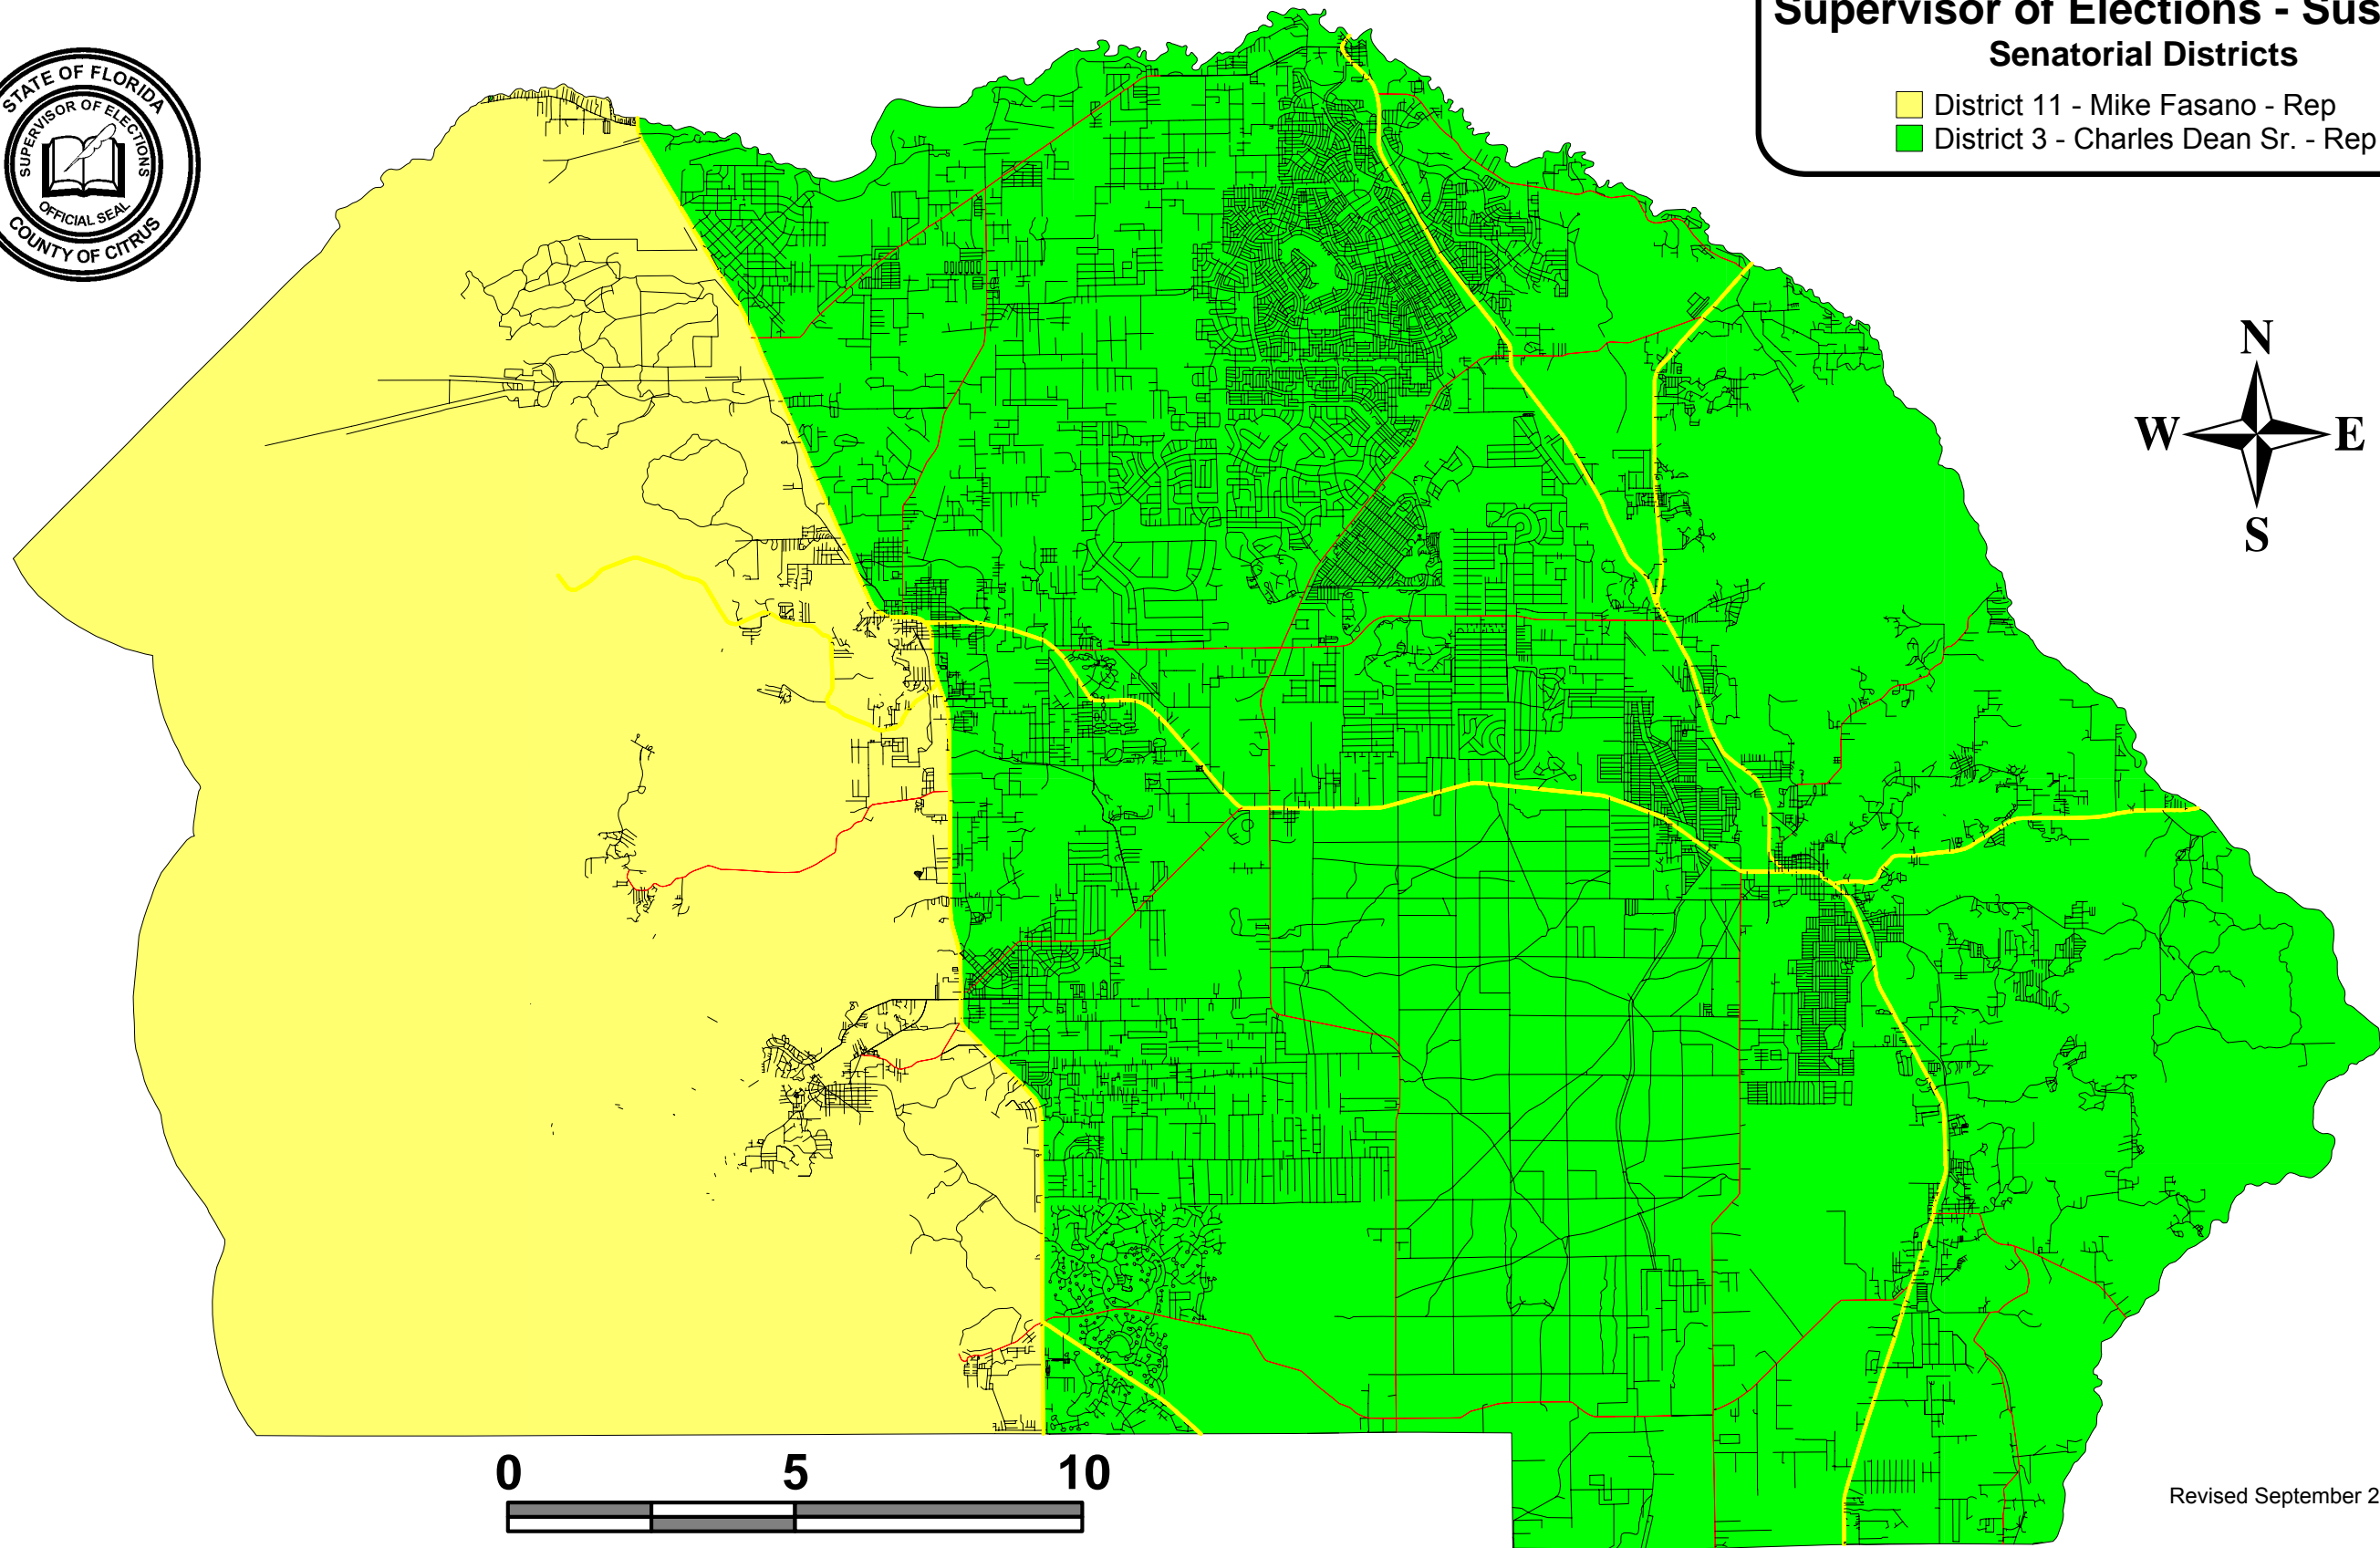 STATE OF FLORIDA
SUPERVISOR OF ELECTIONS
OFFICIAL SEAL
COUNTY OF CITRUS
Supervisor of Elections - Sus
Senatorial Districts
District 11 - Mike Fasano - Rep
District 3 - Charles Dean Sr. - Rep
N
W E
S
0 5 10
Revised September 2